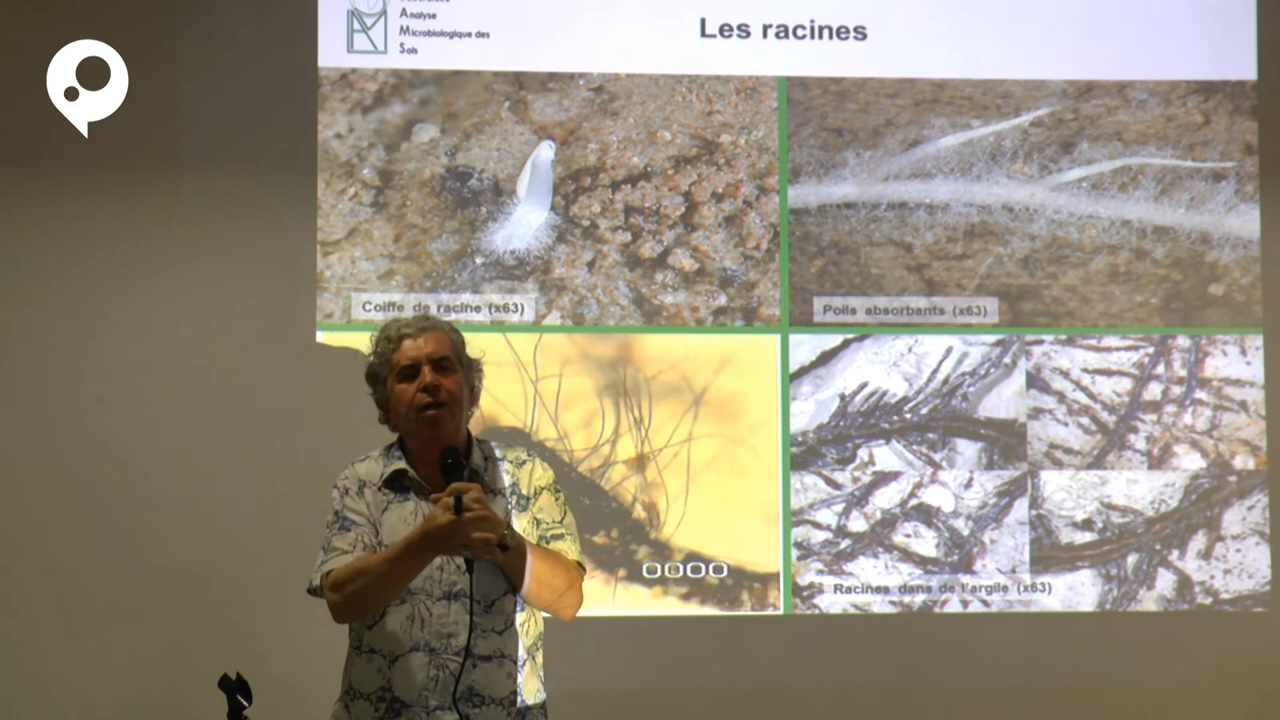 Analyse
Microbiologique des
Sols
Les racines
Coiffe de racine (x63)
Poils absorbants (x63)
0000
Racines dans de l'argile (x63)